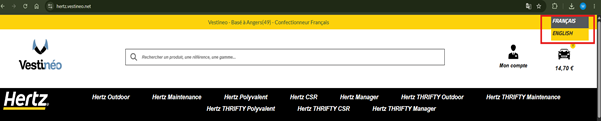 hertz.vestineo.net
Vestineo - Basé à Angers(49) - Confectionneur Français
FRANÇAIS
ENGLISH
Vestinéo
Rechercher un produit, une référence, une gamme...
Mon compte
14,70 €
Hertz
Hertz Outdoor Hertz Maintenance Hertz Polyvalent Hertz CSR Hertz Manager Hertz THRIFTY Outdoor Hertz THRIFTY Maintenance
Hertz THRIFTY Polyvalent Hertz THRIFTY CSR Hertz THRIFTY Manager